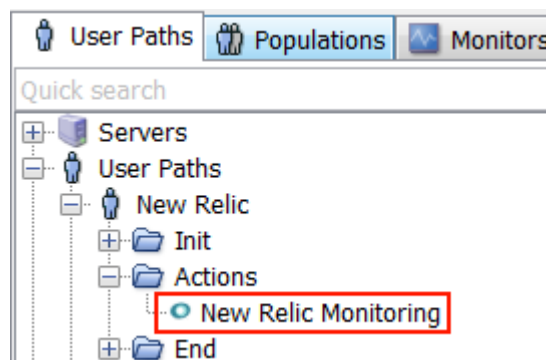 User Paths Populations Monitors
Quick search
Servers
User Paths
New Relic
Init
Actions
New Relic Monitoring
End